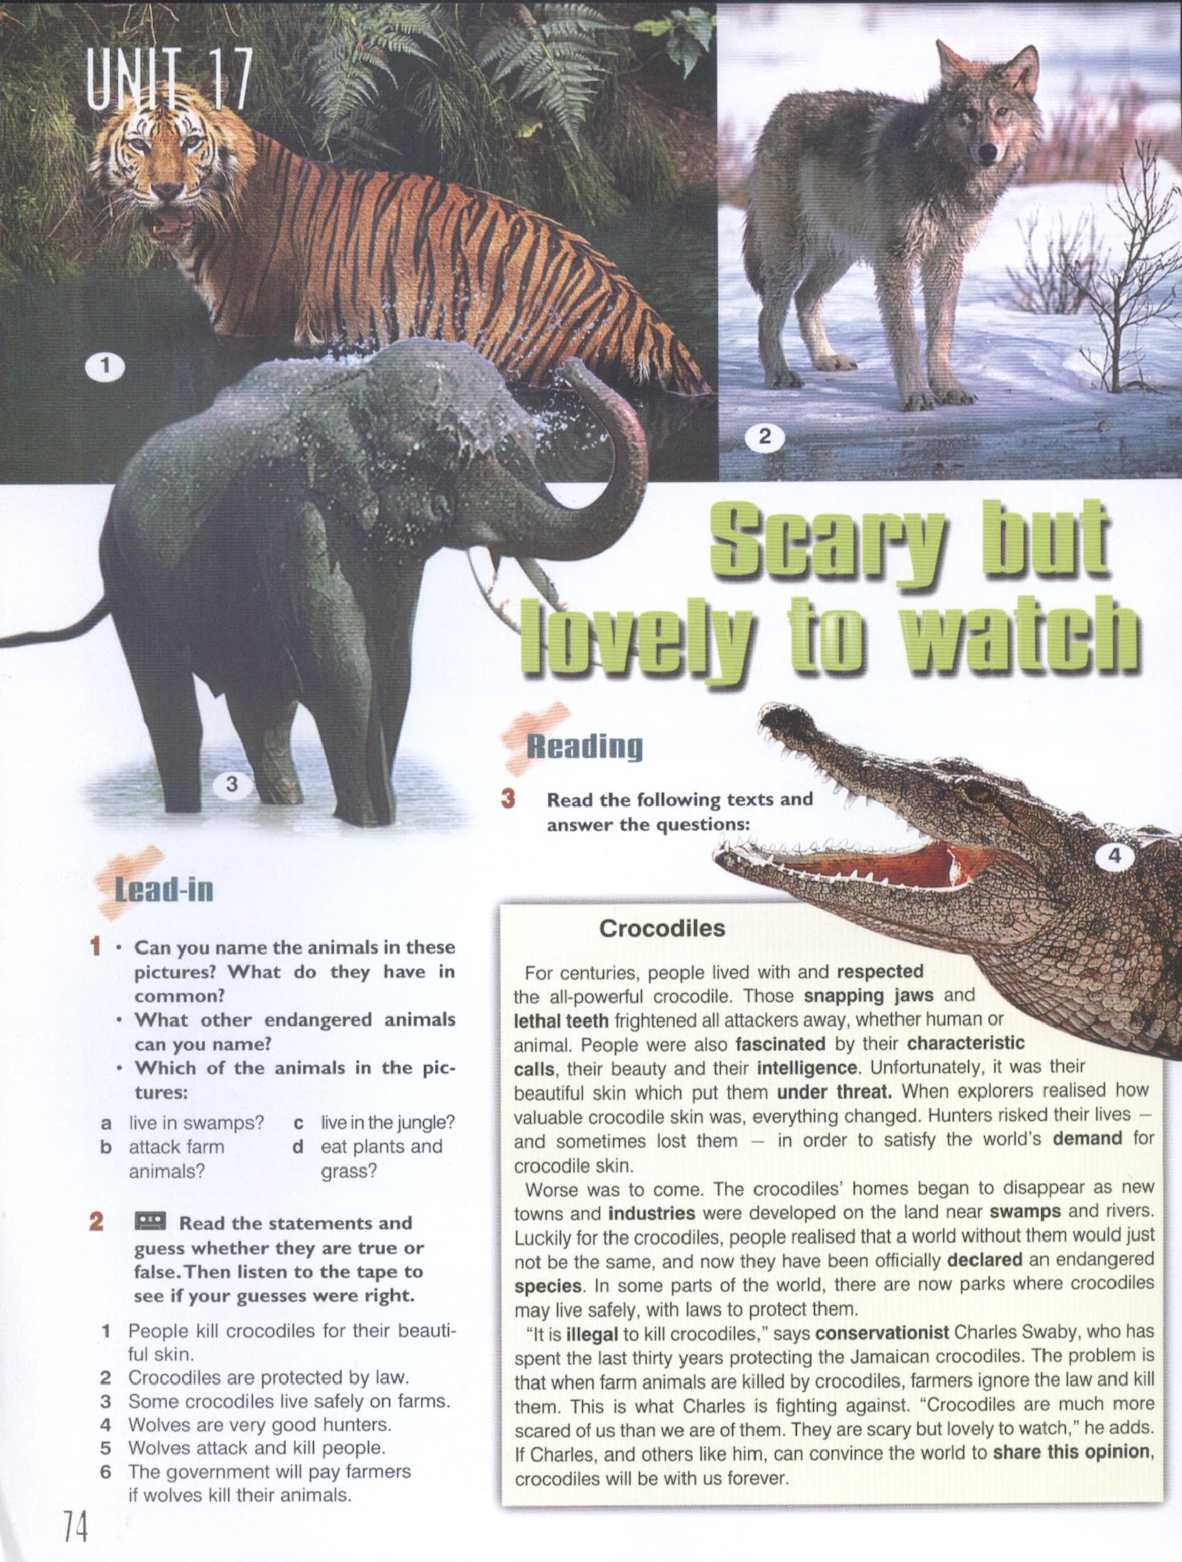 UNIT 17
1
2
3
Scary but
lovely to watch
Reading
3 Read the following texts and
answer the questions:
4
Lead-in
1 • Can you name the animals in these
pictures? What do they have in
common?
• What other endangered animals
can you name?
• Which of the animals in the pic-
tures:
a live in swamps? c live in the jungle?
b attack farm d eat plants and
animals? grass?
2 Read the statements and
guess whether they are true or
false. Then listen to the tape to
see if your guesses were right.
1 People kill crocodiles for their beauti-
ful skin.
2 Crocodiles are protected by law.
3 Some crocodiles live safely on farms.
4 Wolves are very good hunters.
5 Wolves attack and kill people.
6 The government will pay farmers
if wolves kill their animals.
74
Crocodiles
For centuries, people lived with and respected
the all-powerful crocodile. Those snapping jaws and
lethal teeth frightened all attackers away, whether human or
animal. People were also fascinated by their characteristic
calls, their beauty and their intelligence. Unfortunately, it was their
beautiful skin which put them under threat. When explorers realised how
valuable crocodile skin was, everything changed. Hunters risked their lives –
and sometimes lost them – in order to satisfy the world's demand for
crocodile skin.
Worse was to come. The crocodiles' homes began to disappear as new
towns and industries were developed on the land near swamps and rivers.
Luckily for the crocodiles, people realised that a world without them would just
not be the same, and now they have been officially declared an endangered
species. In some parts of the world, there are now parks where crocodiles
may live safely, with laws to protect them.
"It is illegal to kill crocodiles," says conservationist Charles Swaby, who has
spent the last thirty years protecting the Jamaican crocodiles. The problem is
that when farm animals are killed by crocodiles, farmers ignore the law and kill
them. This is what Charles is fighting against. "Crocodiles are much more
scared of us than we are of them. They are scary but lovely to watch," he adds.
If Charles, and others like him, can convince the world to share this opinion,
crocodiles will be with us forever.